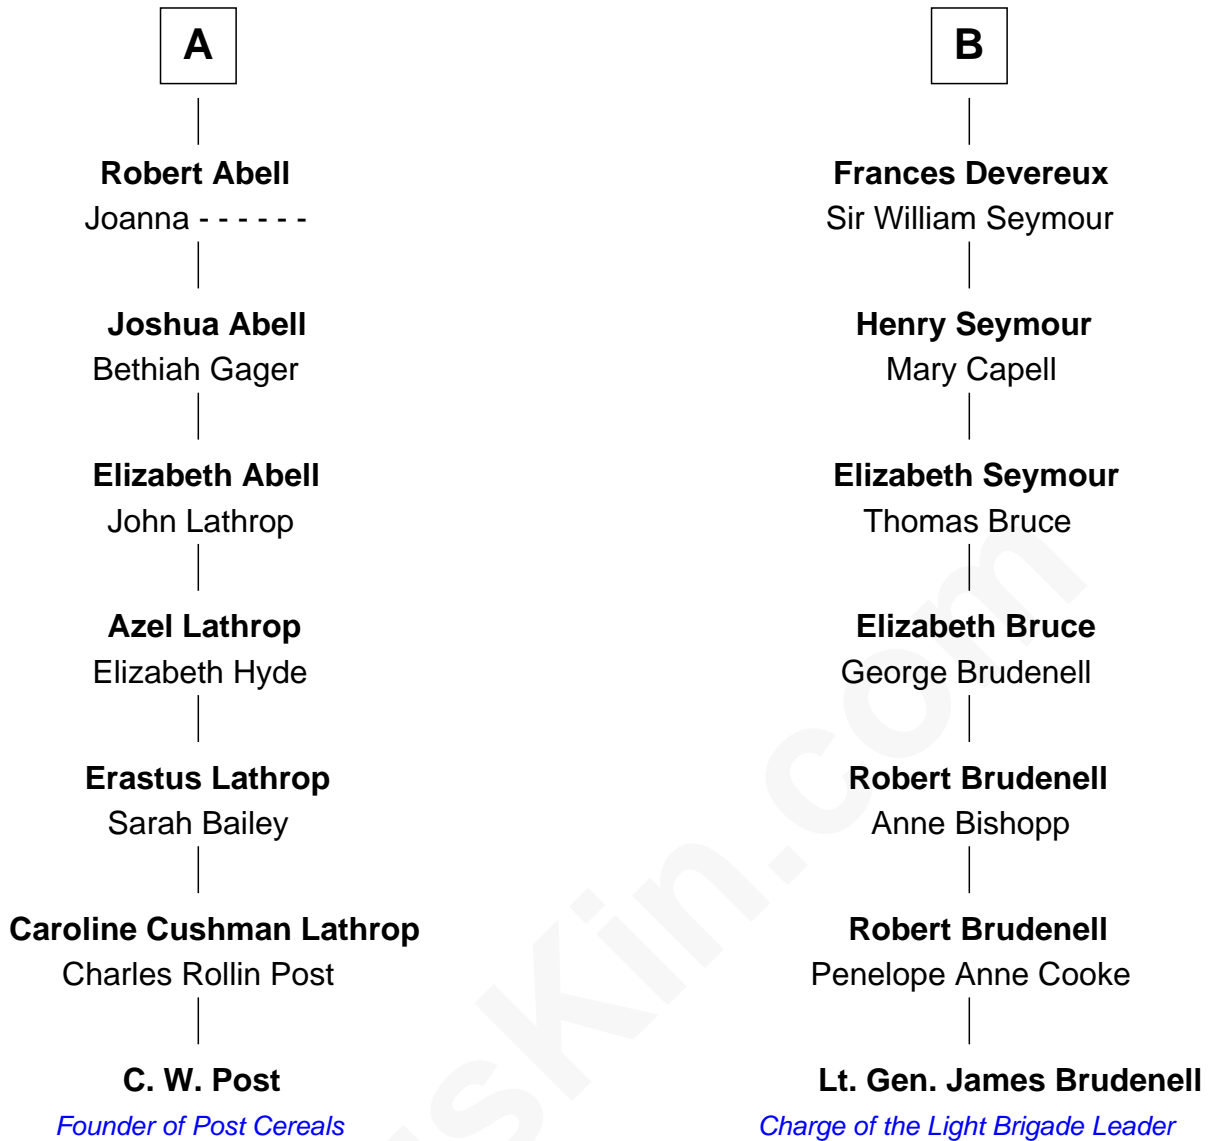 A
Robert Abell
Joanna - - - - - -
Joshua Abell
Bethiah Gager
Elizabeth Abell
John Lathrop
Azel Lathrop
Elizabeth Hyde
Erastus Lathrop
Sarah Bailey
Caroline Cushman Lathrop
Charles Rollin Post
C. W. Post
Founder of Post Cereals
B
Frances Devereux
Sir William Seymour
Henry Seymour
Mary Capell
Elizabeth Seymour
Thomas Bruce
Elizabeth Bruce
George Brudenell
Robert Brudenell
Anne Bishopp
Robert Brudenell
Penelope Anne Cooke
Lt. Gen. James Brudenell
Charge of the Light Brigade Leader
usKin.com